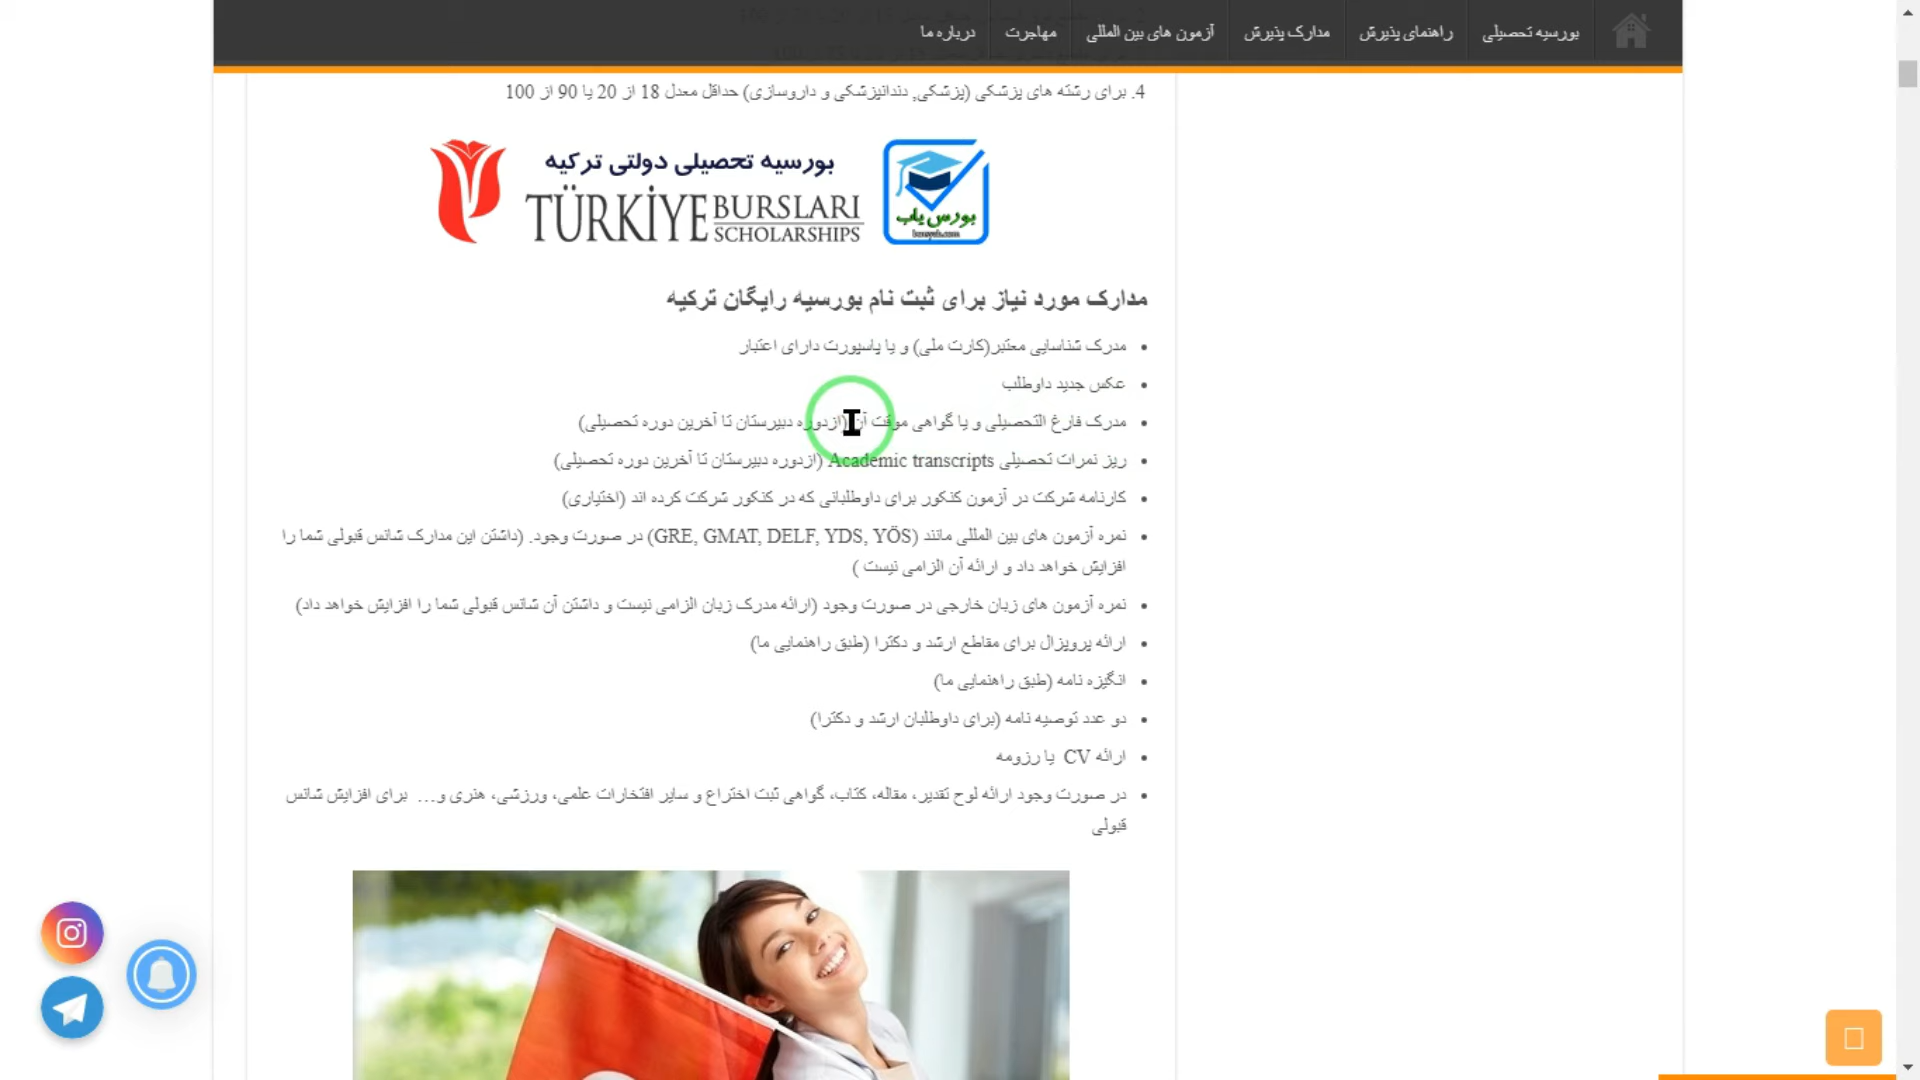 بورسیه تحصیلی
راهنمای پذیرش
مدارک پذیرش
آزمون های بین المللی
مهاجرت
درباره ما
4. برای رشته های پزشکی (پزشکی, دندانپزشکی و داروسازی) حداقل معدل 18 از 20 یا 90 از 100
بورسیه تحصیلی دولتی ترکیه
TÜRKİYE BURSLARI SCHOLARSHIPS
بورس یاب
bursyab.com
مدارک مورد نیاز برای ثبت نام بورسیه رایگان ترکیه
مدرک شناسایی معتبر(کارت ملی) و یا پاسپورت دارای اعتبار
عکس جدید داوطلب
مدرک فارغ التحصیلی و یا گواهی موقت آن (ازدوره دبیرستان تا آخرین دوره تحصیلی)
ریز نمرات تحصیلی Academic transcripts (ازدوره دبیرستان تا آخرین دوره تحصیلی)
کارنامه شرکت در آزمون کنکور برای داوطلبانی که در کنکور شرکت کرده اند (اختیاری)
نمره آزمون های بین المللی مانند (GRE, GMAT, DELF, YDS, YÖS) در صورت وجود. (داشتن این مدارک شانس قبولی شما را
افزایش خواهد داد و ارائه آن الزامی نیست )
نمره آزمون های زبان خارجی در صورت وجود (ارائه مدرک زبان الزامی نیست و داشتن آن شانس قبولی شما را افزایش خواهد داد)
ارائه پروپزال برای مقاطع ارشد و دکترا (طبق راهنمایی ما)
انگیزه نامه (طبق راهنمایی ما)
دو عدد توصیه نامه (برای داوطلبان ارشد و دکترا)
ارائه CV یا رزومه
در صورت وجود ارائه لوح تقدیر، مقاله، کتاب، گواهی ثبت اختراع و سایر افتخارات علمی، ورزشی، هنری و… برای افزایش شانس
قبولی